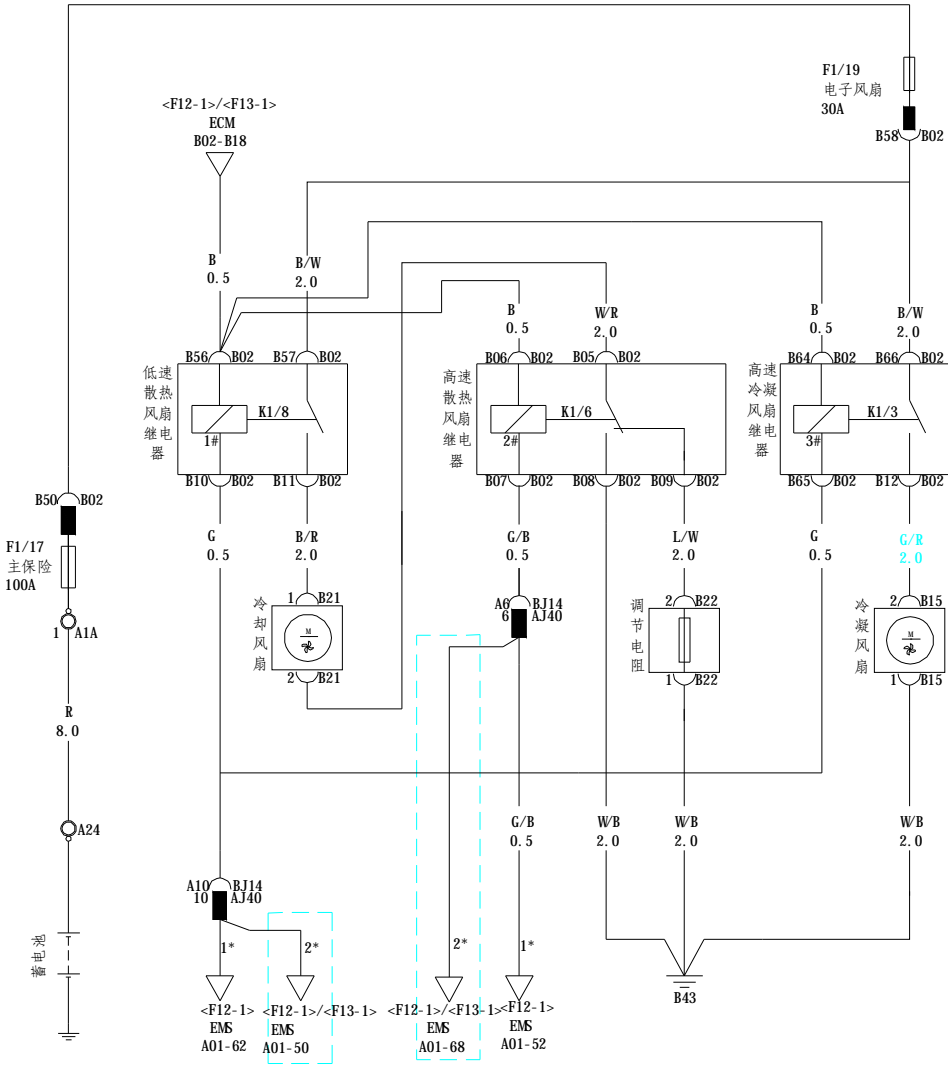 F1/19
电子风扇
30A
B58 B02
<F12-1>/<F13-1>
ECM
B02-B18
B
0.5
B/W
2.0
B
0.5
W/R
2.0
B
0.5
B/W
2.0
B56 B02
B57 B02
B06 B02
B05 B02
B64 B02
B66 B02
低速
散热
风扇
继电
器
K1/8
1#
高速
散热
风扇
继电
器
K1/6
2#
高速
冷凝
风扇
继电
器
K1/3
3#
B10 B02
B11 B02
B07 B02
B08 B02
B09 B02
B65 B02
B12 B02
B50 B02
F1/17
主保险
100A
1 A1A
R
8.0
A24
蓄电池
G
0.5
B/R
2.0
G/B
0.5
L/W
2.0
G
0.5
G/R
2.0
冷却风扇
1 B21
M
2 B21
A6 BJ14
6 AJ40
调节电阻
2 B22
1 B22
冷凝风扇
2 B15
M
1 B15
G/B
0.5
W/B
2.0
W/B
2.0
W/B
2.0
A10 BJ14
10 AJ40
1*
2*
2*
1*
<F12-1>
EMS
A01-62
<F12-1>/<F13-1>
EMS
A01-50
<F12-1>/<F13-1>
EMS
A01-68
<F12-1>
EMS
A01-52
B43